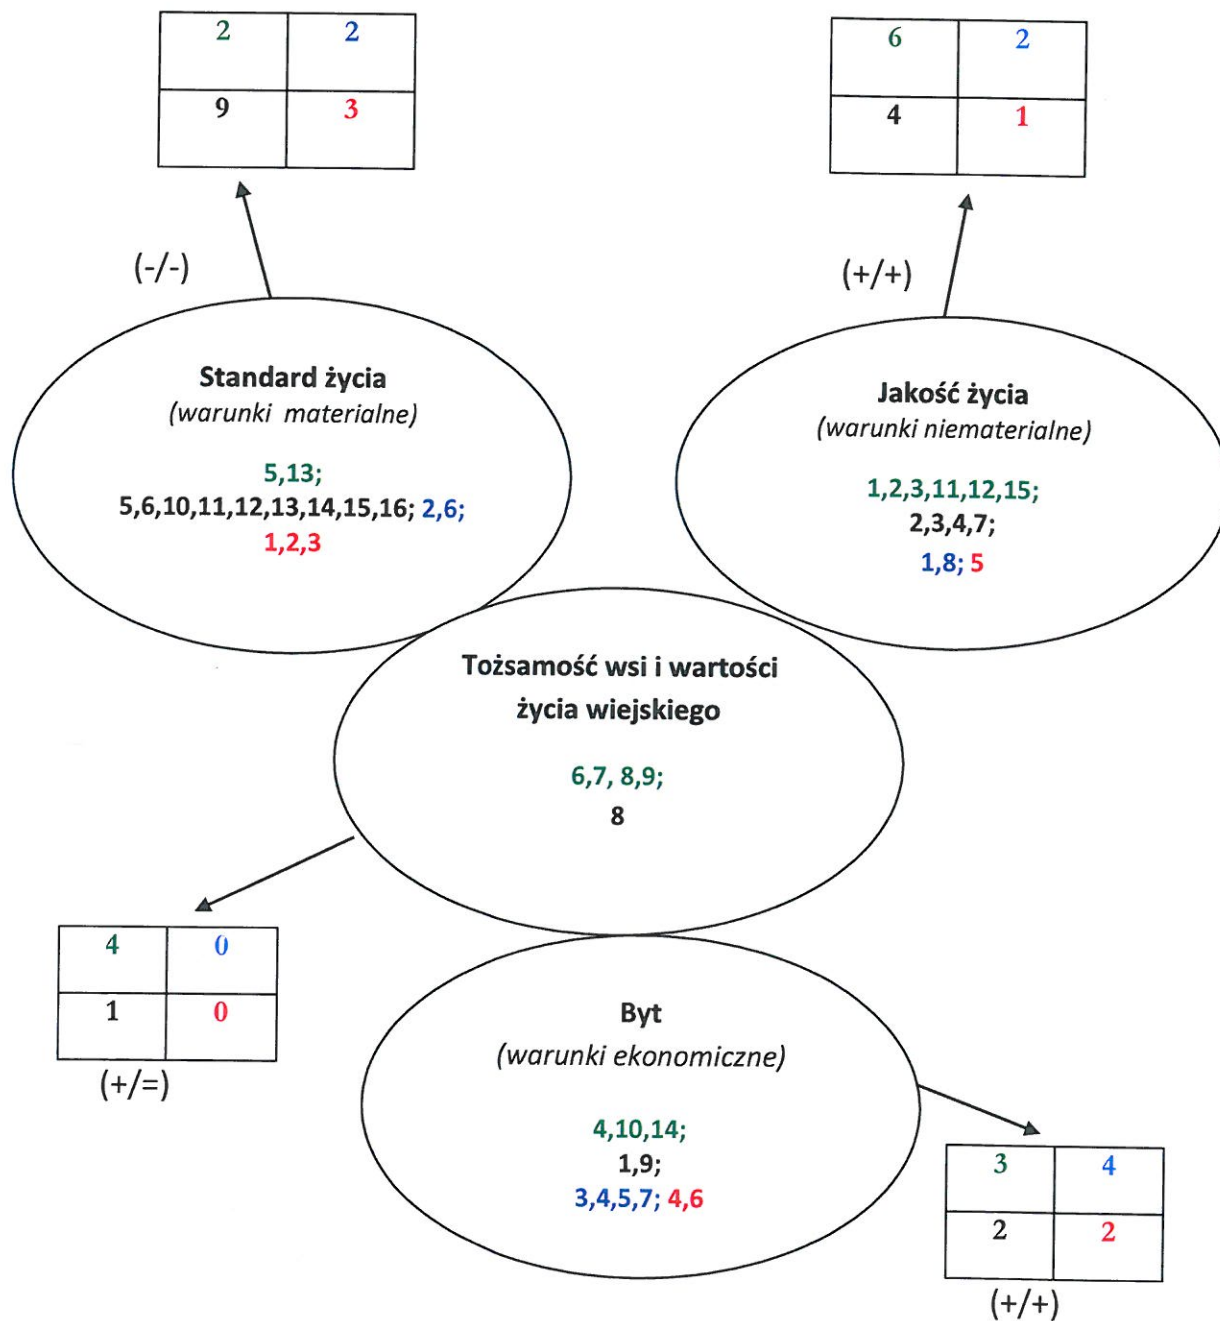 2 2
9 3
6 2
4 1
(-/-)
(+/+)
Standard życia
(warunki materialne)
5,13;
5,6,10,11,12,13,14,15,16; 2,6;
1,2,3
Jakość życia
(warunki niematerialne)
1,2,3,11,12,15;
2,3,4,7;
1,8; 5
Tożsamość wsi i wartości
życia wiejskiego
6,7, 8,9;
8
4 0
1 0
(+/=)
Byt
(warunki ekonomiczne)
4,10,14;
1,9;
3,4,5,7; 4,6
3 4
2 2
(+/+)